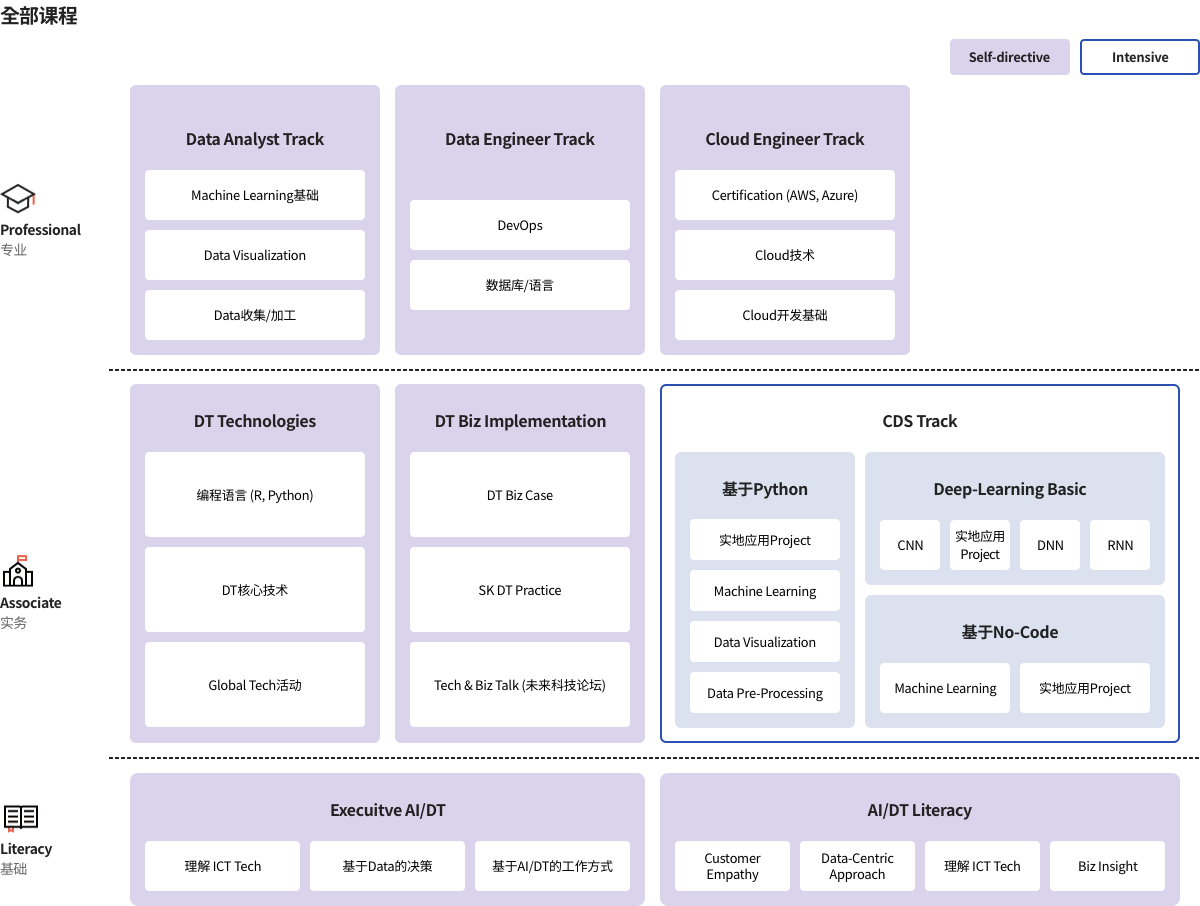 全部课程
Self-directive
Intensive
Professional
专业
Data Analyst Track
Machine Learning基础
Data Visualization
Data收集/加工
Data Engineer Track
DevOps
数据库/语言
Cloud Engineer Track
Certification (AWS, Azure)
Cloud技术
Cloud开发基础
Associate
实务
DT Technologies
编程语言 (R, Python)
DT核心技术
Global Tech活动
DT Biz Implementation
DT Biz Case
SK DT Practice
Tech & Biz Talk (未来科技论坛)
CDS Track
基于Python
实地应用Project
Machine Learning
Data Visualization
Data Pre-Processing
Deep-Learning Basic
CNN
实地应用
Project
DNN
RNN
基于No-Code
Machine Learning
实地应用Project
Literacy
基础
Execuitve AI/DT
理解 ICT Tech
基于Data的决策
基于AI/DT的工作方式
AI/DT Literacy
Customer
Empathy
Data-Centric
Approach
理解 ICT Tech
Biz Insight